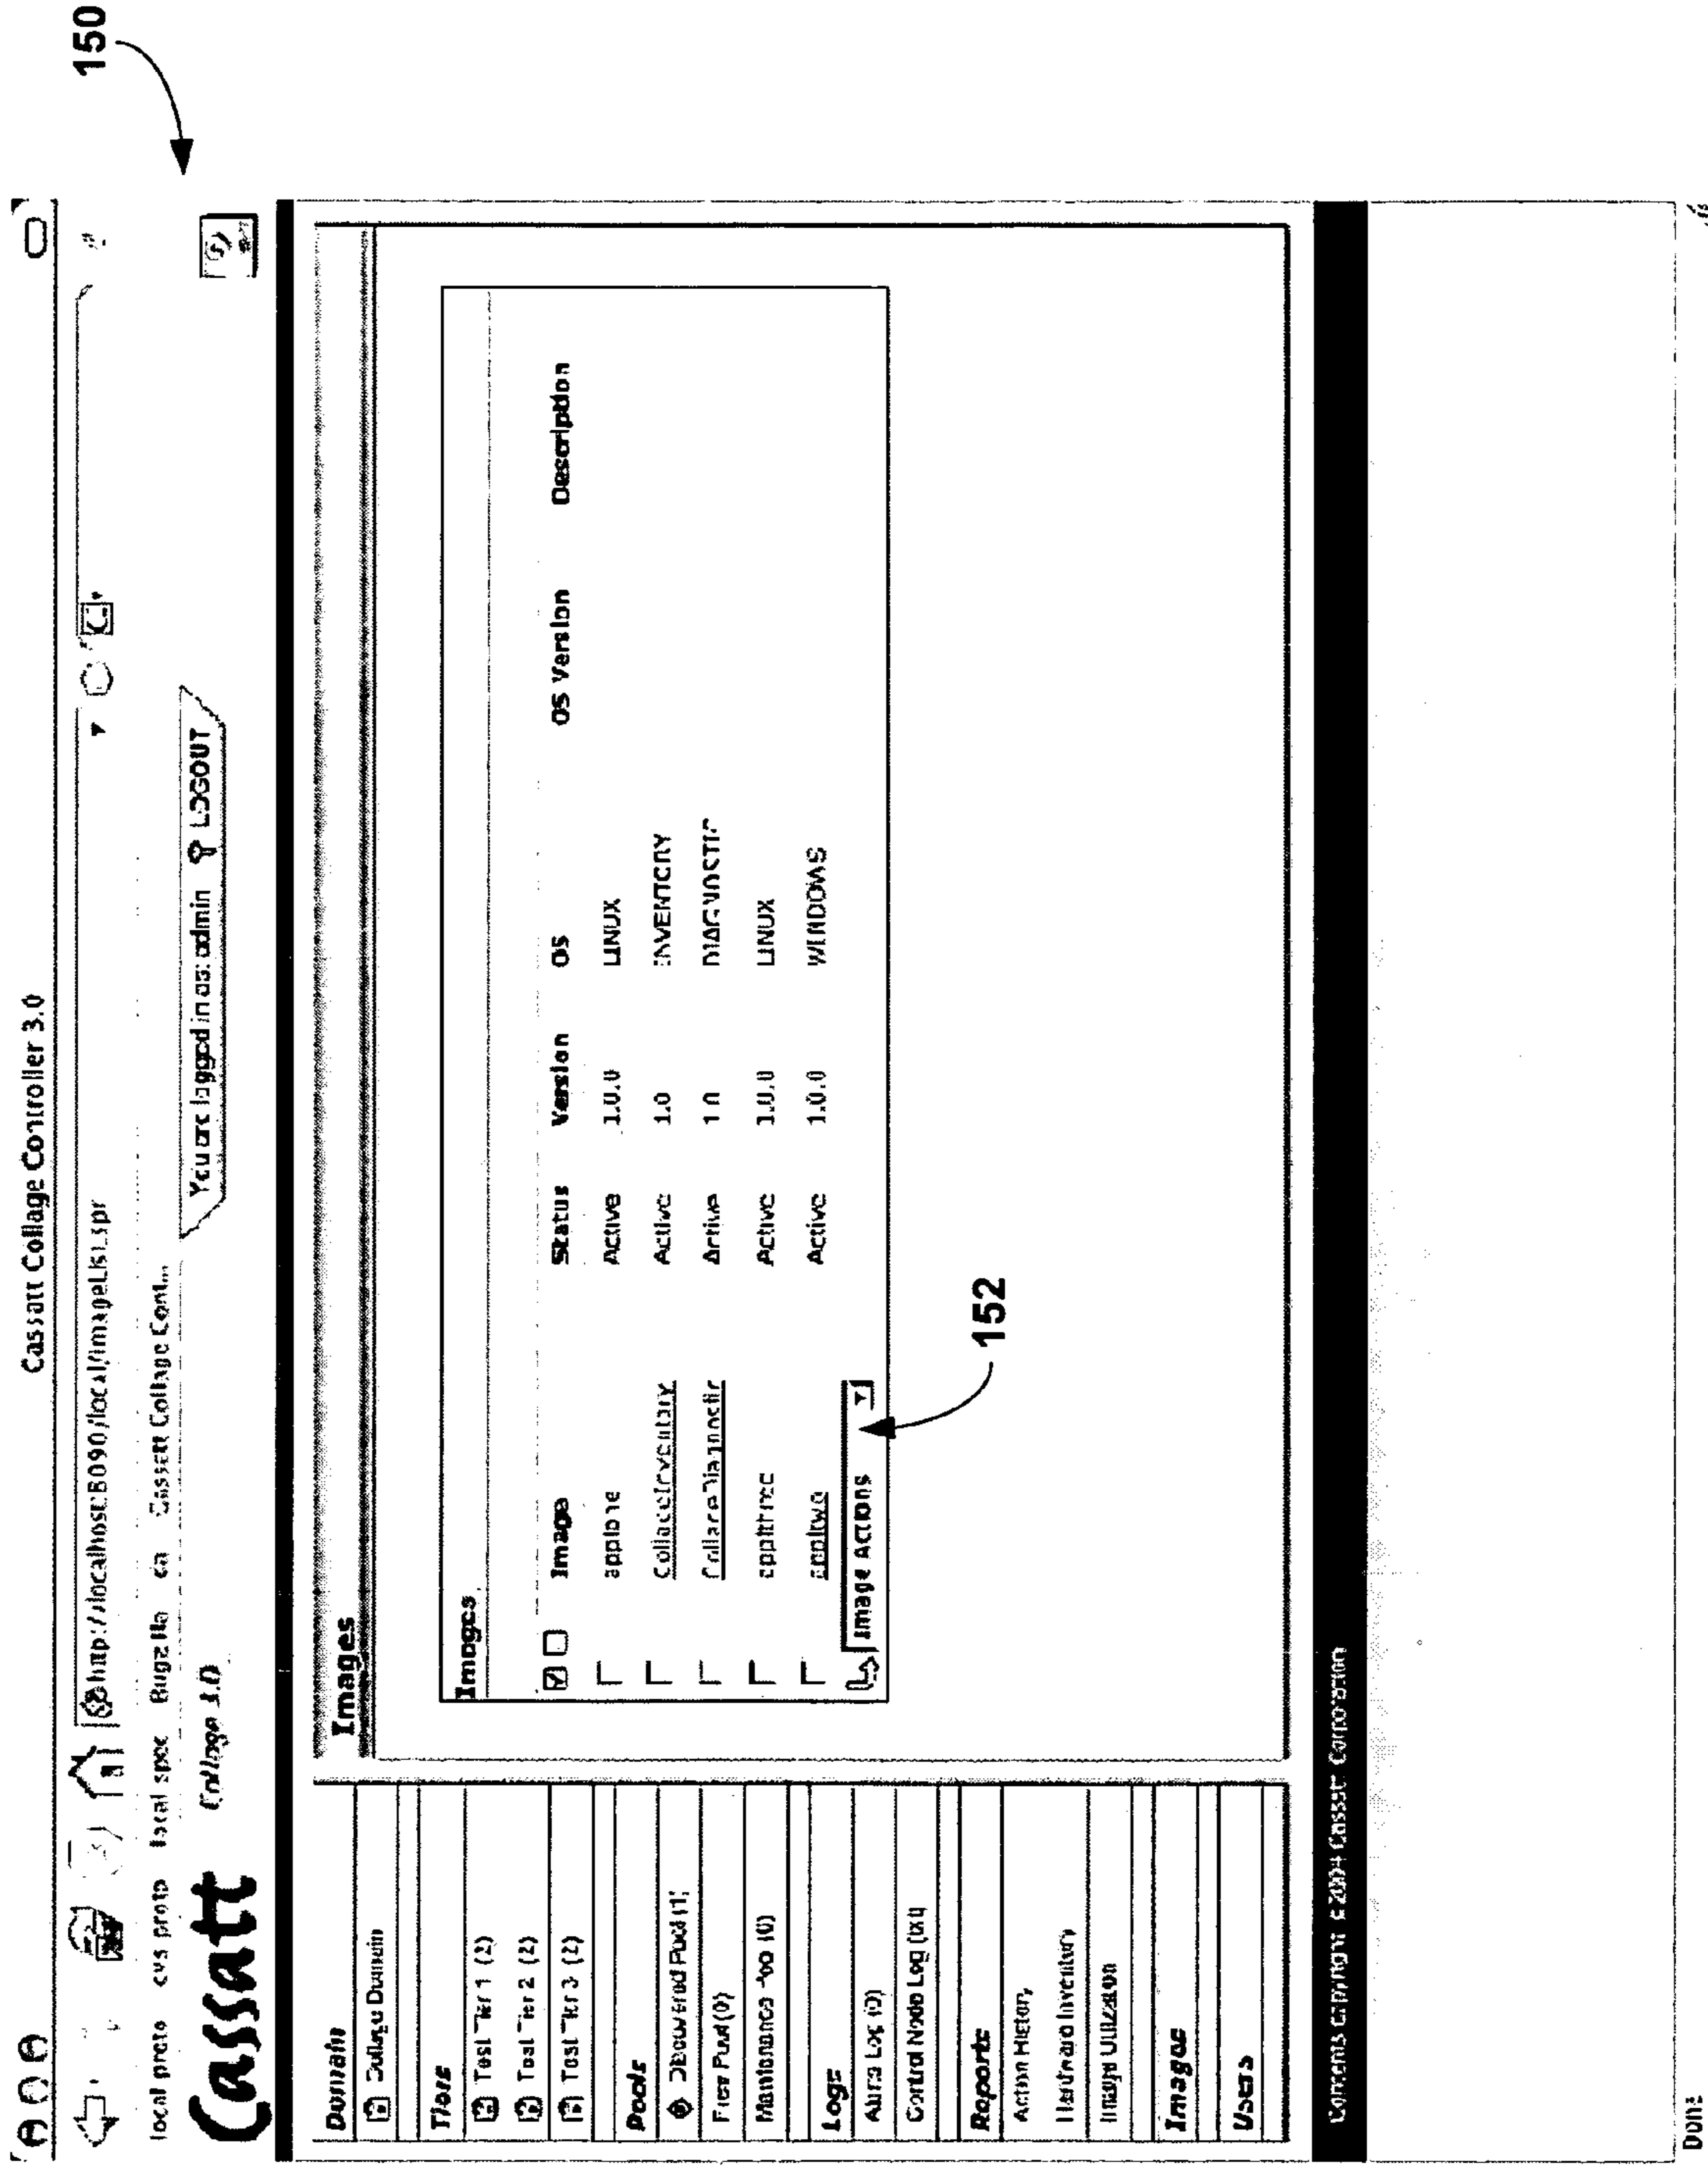 150
Cassatt Collage Controller 3.0
local proto cvs proto local spec Bugzilla Cassatt Collage Cont...
Cassatt Collage 3.0 You are logged in as: admin LOGOUT
Domain
Collage Domain
Tiers
Test Tier 1 (2)
Test Tier 2 (2)
Test Tier 3 (2)
Pools
Discovered Pool (1)
Free Pool (0)
Maintenance Pool (0)
Logs
Control Node Log
Reports
Action History
Hardware Inventory
Image Utilization
Images
Users
Images
Images
Image Status Version OS OS Version Description
appone Active 1.0.0 LINUX
CollageInventory Active 1.0 INVENTORY
CollageDiagnostic Active 1.0 DIAGNOSTIC
appthree Active 1.0.0 LINUX
apptwo Active 1.0.0 WINDOWS
Image Actions
152
Contents copyright © 2004 Cassatt Corporation
Done